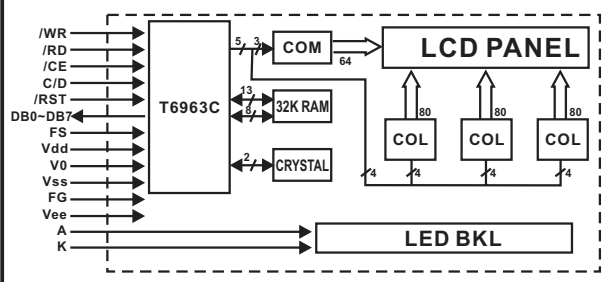 /WR
/RD
/CE
C/D
/RST
DB0~DB7
FS
Vdd
V0
Vss
FG
Vee
A
K
T6963C
5 3
COM
64
LCD PANEL
13
8
32K RAM
2
CRYSTAL
80 80 80
COL COL COL
4 4 4
LED BKL